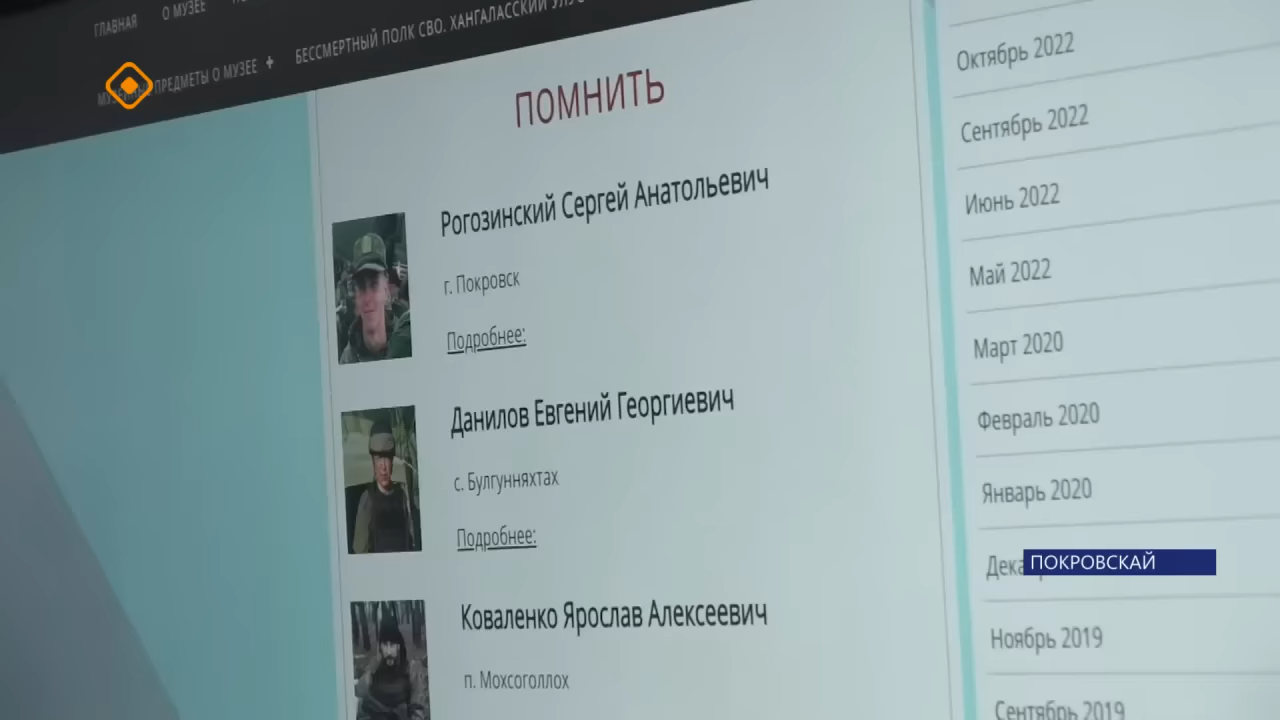 ГЛАВНАЯ
О МУЗЕЕ
ПРЕДМЕТЫ О МУЗЕЕ +
БЕССМЕРТНЫЙ ПОЛК СВО. ХАНГАЛАССКИЙ
ПОМНИТЬ
Рогозинский Сергей Анатольевич
г. Покровск
Подробнее:
Данилов Евгений Георгиевич
с. Булгунняхтах
Подробнее:
Коваленко Ярослав Алексеевич
п. Мохсоголлох
Октябрь 2022
Сентябрь 2022
Июнь 2022
Май 2022
Март 2020
Февраль 2020
Январь 2020
ПОКРОВСКАЙ
Ноябрь 2019
Сентябрь 2019